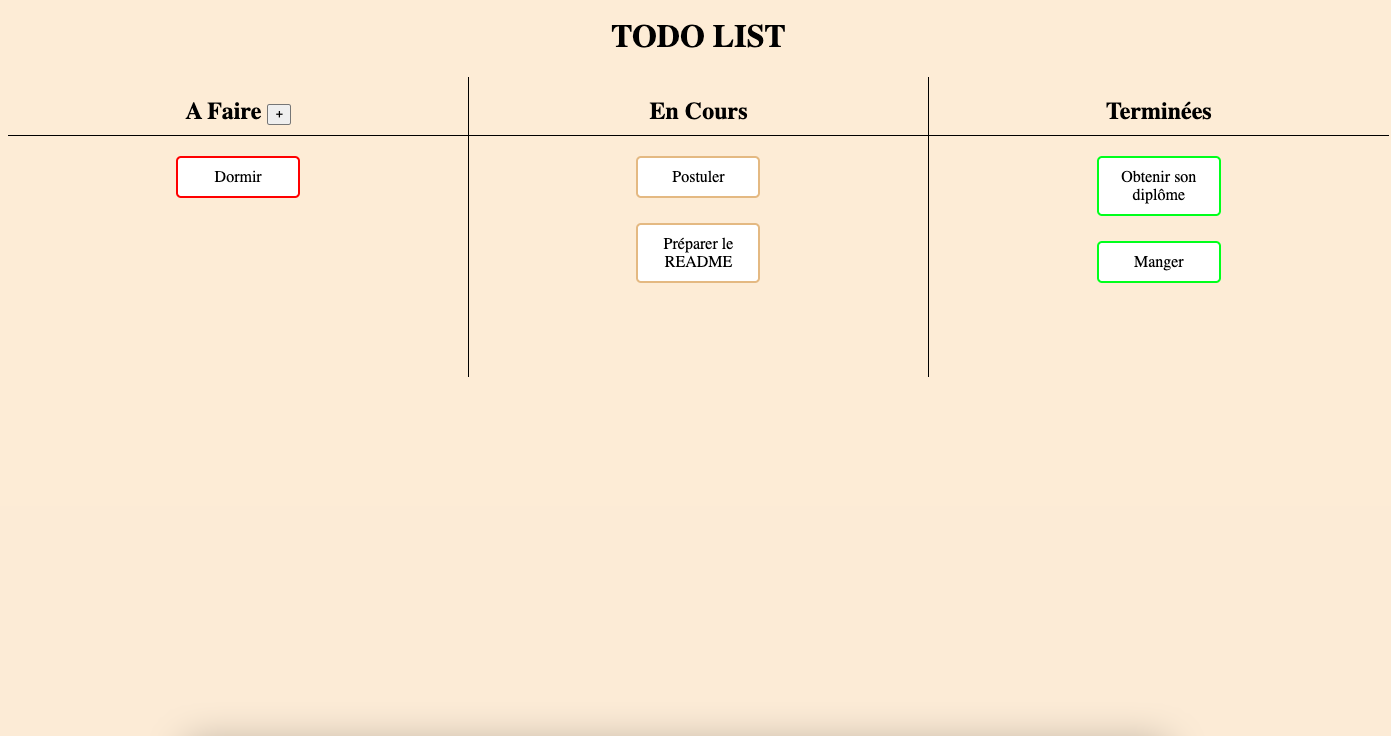 TODO LIST
A Faire +
En Cours
Terminées
Dormir
Postuler
Préparer le
README
Obtenir son
diplôme
Manger